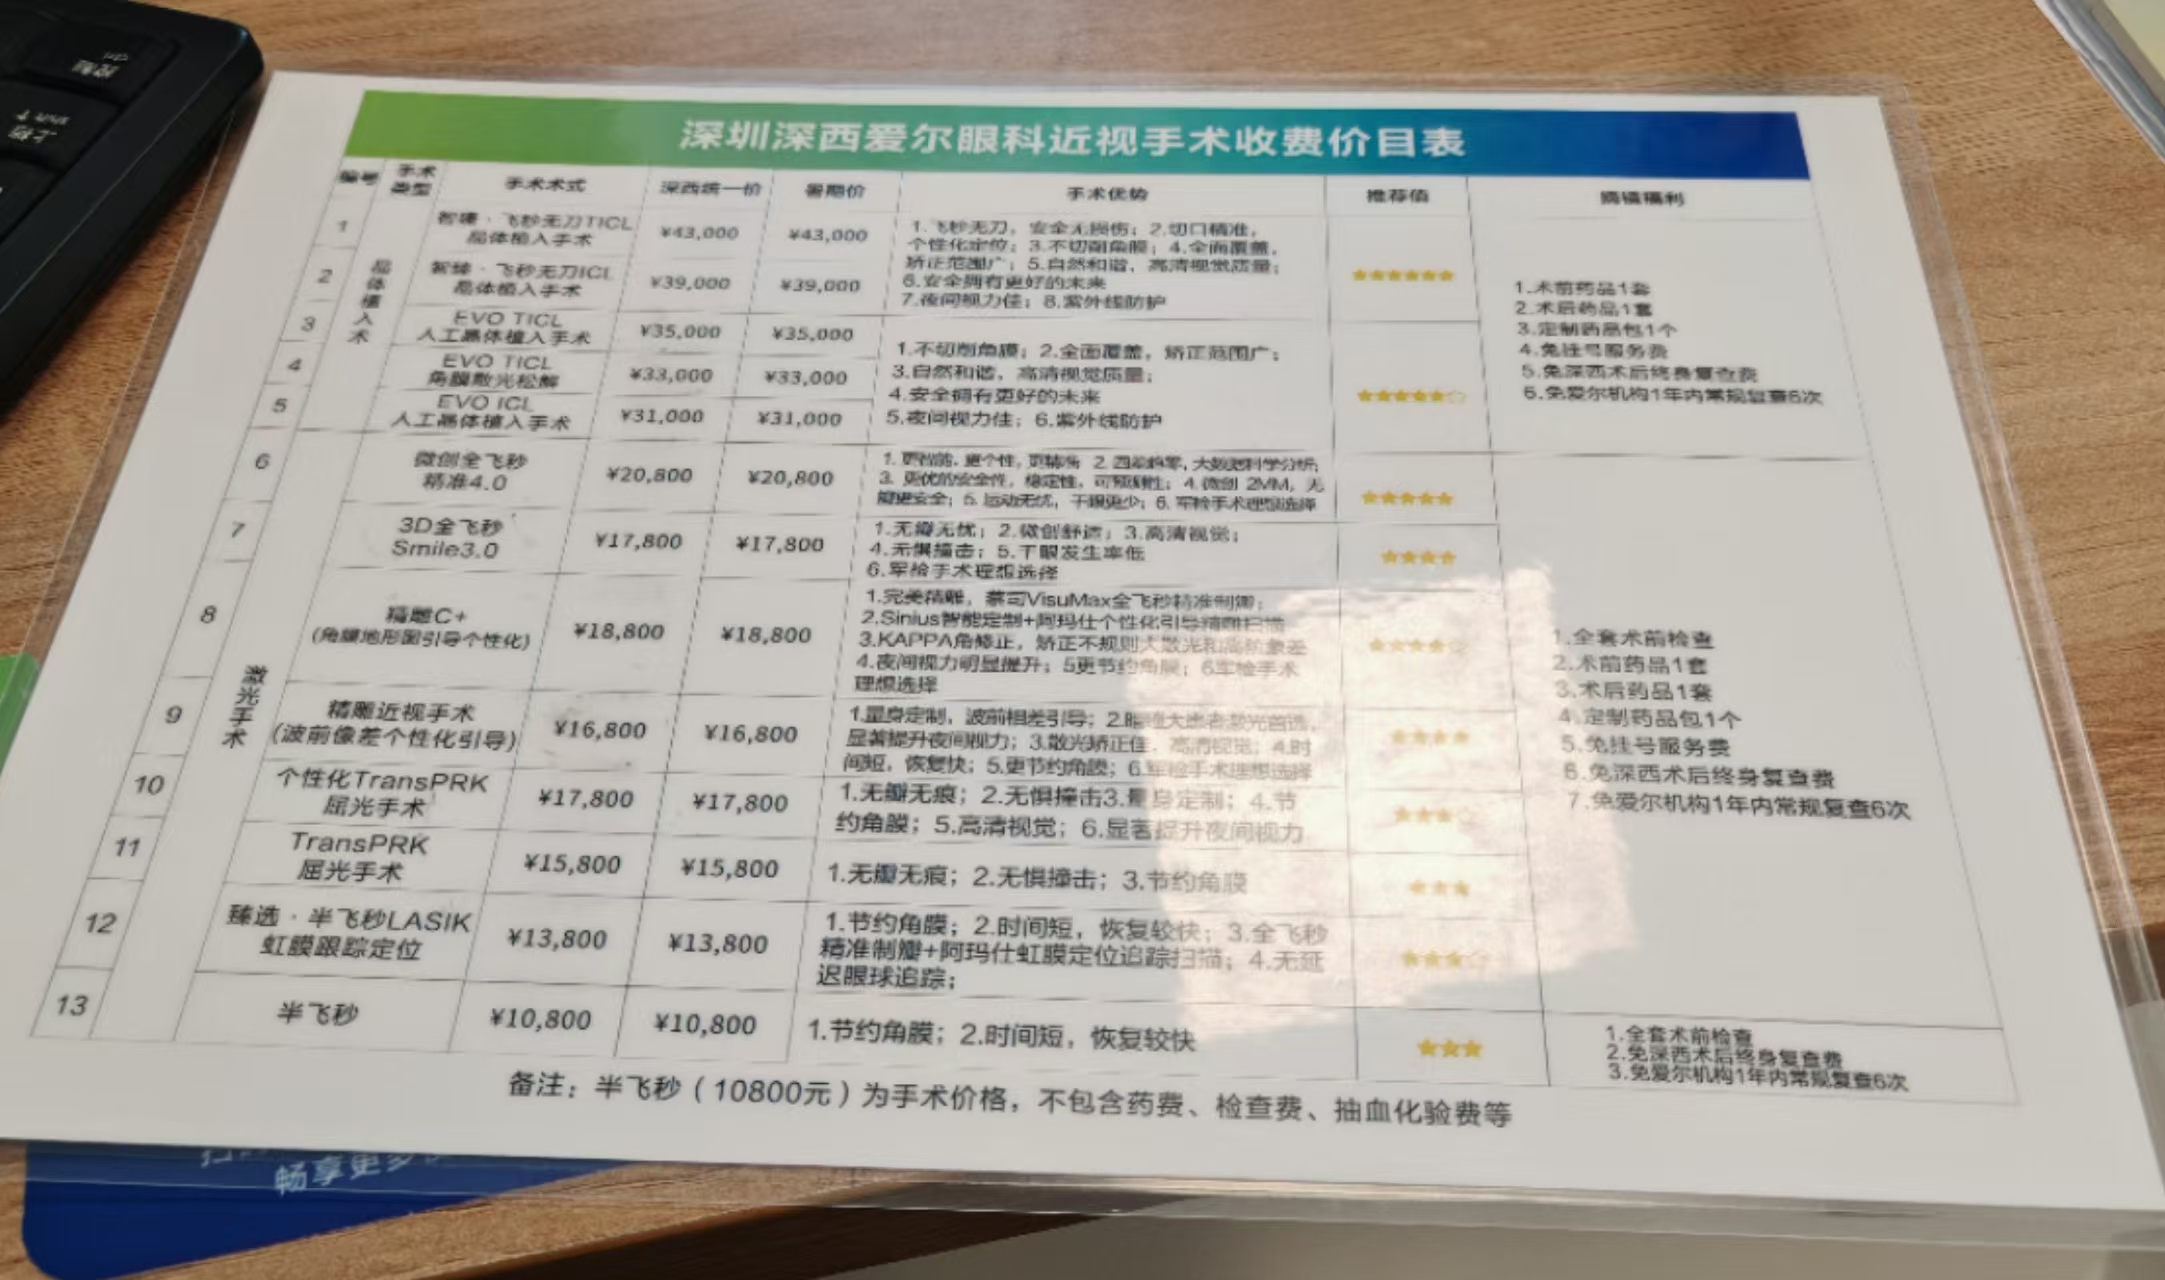 深圳深西爱尔眼科近视手术收费价目表
编号 手术类型 手术术式 深西统一价 暑期价 手术优势 推荐值 摘镜福利
晶体植入术
1 智臻·飞秒无刀TICL
晶体植入手术 ¥43,000 ¥43,000
2 智臻·飞秒无刀ICL
晶体植入手术 ¥39,000 ¥39,000
1.飞秒无刀，安全无损伤；2.切口精准，
个性化定位；3.不切削角膜；4.全面覆盖，
矫正范围广；5.自然和谐，高清视觉质量；
6.安全拥有更好的未来
7.夜间视力佳；8.紫外线防护
3 EVO TICL
人工晶体植入手术 ¥35,000 ¥35,000
4 EVO TICL
角膜散光松解 ¥33,000 ¥33,000
5 EVO ICL
人工晶体植入手术 ¥31,000 ¥31,000
1.不切削角膜；2.全面覆盖，矫正范围广；
3.自然和谐，高清视觉质量；
4.安全拥有更好的未来
5.夜间视力佳；6.紫外线防护
1.术前药品1套
2.术后药品1套
3.定制药品包1个
4.免挂号服务费
5.免深西术后终身复查费
6.免爱尔机构1年内常规复查6次
激光手术
6 微创全飞秒
精准4.0 ¥20,800 ¥20,800
1. 更智能，更个性，更精准 2. 大数据科学分析；
3. 更优的安全性，稳定性，可预测性；4. 微创 2MM，无
瓣更安全；5. 运动无忧，干眼更少；6. 军检手术理想选择
7 3D全飞秒
Smile3.0 ¥17,800 ¥17,800
1.无瓣无忧；2.微创舒适；3.高清视觉；
4.无惧撞击；5.干眼发生率低
6.军检手术理想选择
8 精雕C+
(角膜地形图引导个性化) ¥18,800 ¥18,800
1.完美精雕，蔡司VisuMax全飞秒精准制瓣；
2.Sinius智能定制+阿玛仕个性化引导精雕扫描
3.KAPPA角修正，矫正不规则大散光和高阶象差
4.夜间视力明显提升；5更节约角膜；6军检手术
理想选择
9 精雕近视手术
(波前像差个性化引导) ¥16,800 ¥16,800
1.量身定制，波前相差引导；2.瞳孔大患者激光首选，
显著提升夜间视力；3.散光矫正佳，高清视觉；4.时
间短，恢复快；5.更节约角膜；6.军检手术理想选择
10 个性化TransPRK
屈光手术 ¥17,800 ¥17,800
1.无瓣无痕；2.无惧撞击3.量身定制；4.节
约角膜；5.高清视觉；6.显著提升夜间视力
11 TransPRK
屈光手术 ¥15,800 ¥15,800 1.无瓣无痕；2.无惧撞击；3.节约角膜
12 臻选·半飞秒LASIK
虹膜跟踪定位 ¥13,800 ¥13,800
1.节约角膜；2.时间短，恢复较快；3.全飞秒
精准制瓣+阿玛仕虹膜定位追踪扫描；4.无延
迟眼球追踪；
1.全套术前检查
2.术前药品1套
3.术后药品1套
4.定制药品包1个
5.免挂号服务费
6.免深西术后终身复查费
7.免爱尔机构1年内常规复查6次
13 半飞秒 ¥10,800 ¥10,800 1.节约角膜；2.时间短，恢复较快
1.全套术前检查
2.免深西术后终身复查费
3.免爱尔机构1年内常规复查6次
备注：半飞秒（10800元）为手术价格，不包含药费、检查费、抽血化验费等
畅享更多
控制
Ctrl
上档
Shift